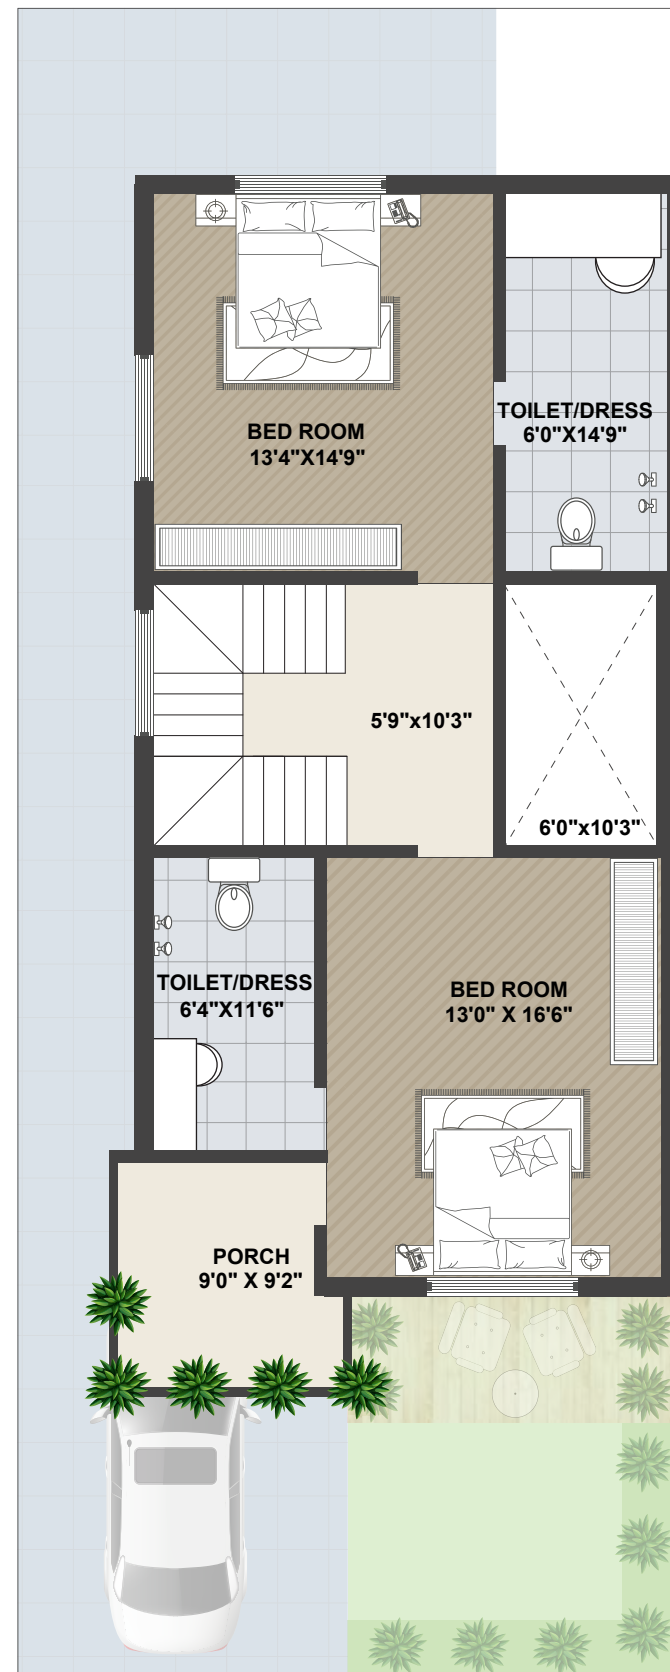 BED ROOM
13'4"X14'9"
TOILET/DRESS
6'0"X14'9"
5'9"x10'3"
6'0"x10'3"
TOILET/DRESS
6'4"X11'6"
BED ROOM
13'0" X 16'6"
PORCH
9'0" X 9'2"